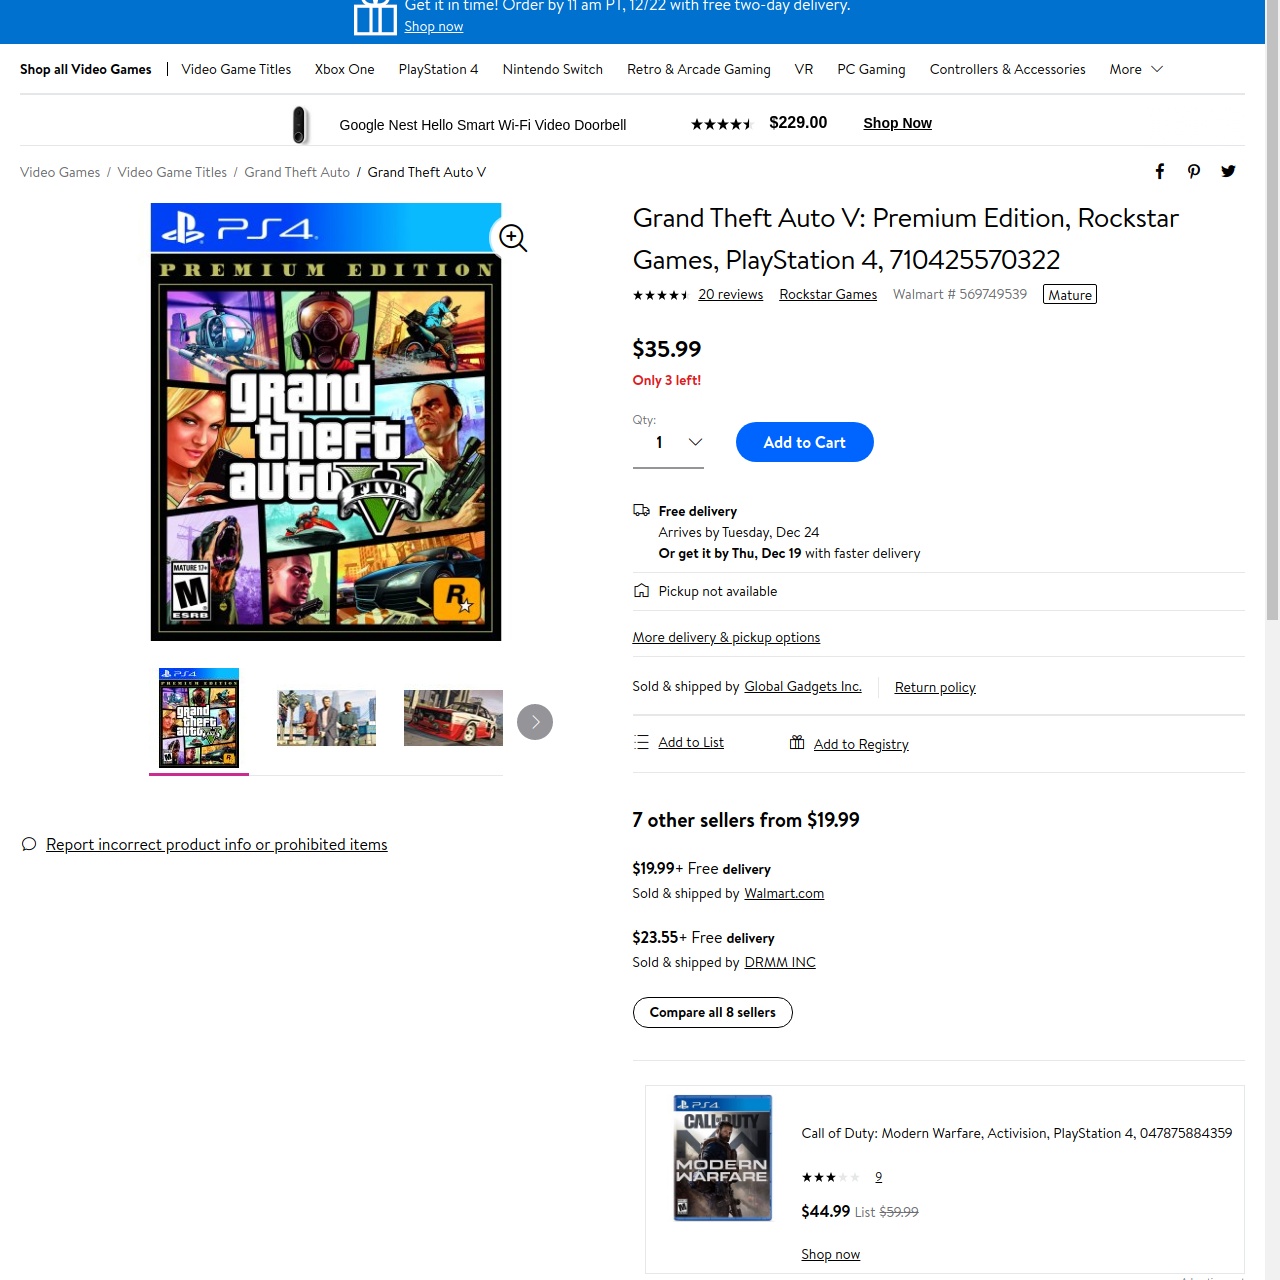 Get it in time! Order by 11 am PT, 12/22 with free two-day delivery.
Shop now
Shop all Video Games
Video Game Titles
Xbox One
PlayStation 4
Nintendo Switch
Retro & Arcade Gaming
VR
PC Gaming
Controllers & Accessories
More
Google Nest Hello Smart Wi-Fi Video Doorbell
$229.00
Shop Now
Video Games / Video Game Titles / Grand Theft Auto / Grand Theft Auto V
PS4
PREMIUM EDITION
grand
theft
auto V
FIVE
MATURE 17+
M
ESRB
R
Grand Theft Auto V: Premium Edition, Rockstar
Games, PlayStation 4, 710425570322
20 reviews
Rockstar Games
Walmart # 569749539
Mature
$35.99
Only 3 left!
Qty:
1
Add to Cart
Free delivery
Arrives by Tuesday, Dec 24
Or get it by Thu, Dec 19 with faster delivery
Pickup not available
More delivery & pickup options
Sold & shipped by Global Gadgets Inc.
Return policy
Add to List
Add to Registry
Report incorrect product info or prohibited items
7 other sellers from $19.99
$19.99+ Free delivery
Sold & shipped by Walmart.com
$23.55+ Free delivery
Sold & shipped by DRMM INC
Compare all 8 sellers
PS4
CALL OF DUTY
MODERN
WARFARE
Call of Duty: Modern Warfare, Activision, PlayStation 4, 047875884359
9
$44.99 List $59.99
Shop now